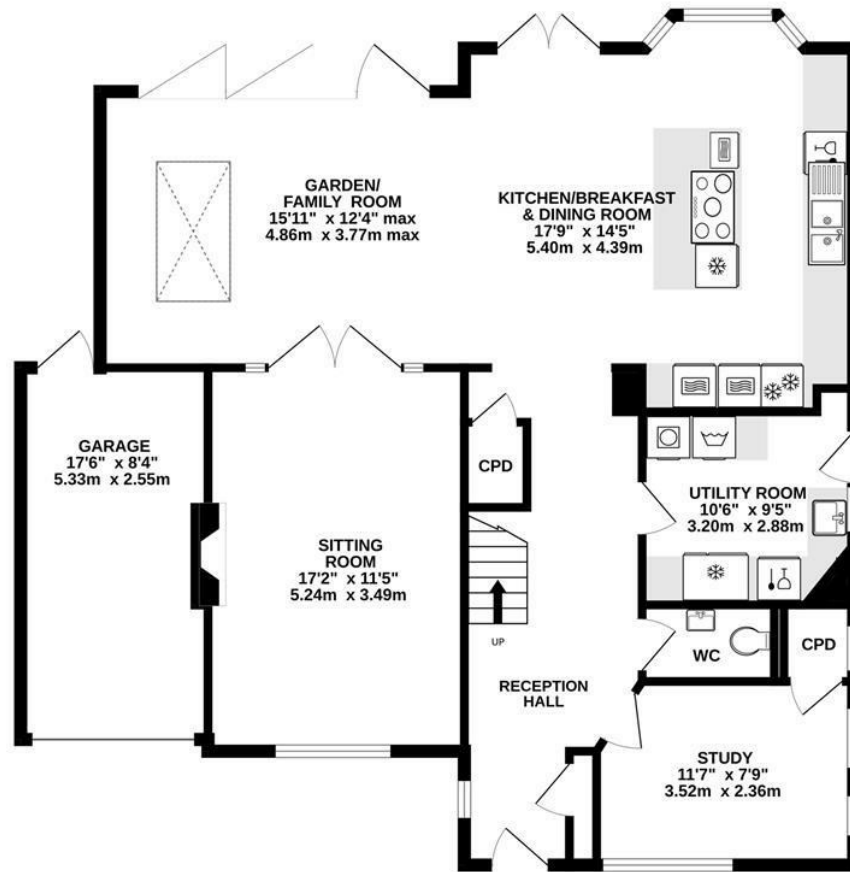 GARDEN/
FAMILY ROOM
15'11" x 12'4" max
4.86m x 3.77m max
KITCHEN/BREAKFAST
& DINING ROOM
17'9" x 14'5"
5.40m x 4.39m
GARAGE
17'6" x 8'4"
5.33m x 2.55m
CPD
UTILITY ROOM
10'6" x 9'5"
3.20m x 2.88m
SITTING
ROOM
17'2" x 11'5"
5.24m x 3.49m
UP
WC
CPD
RECEPTION
HALL
STUDY
11'7" x 7'9"
3.52m x 2.36m